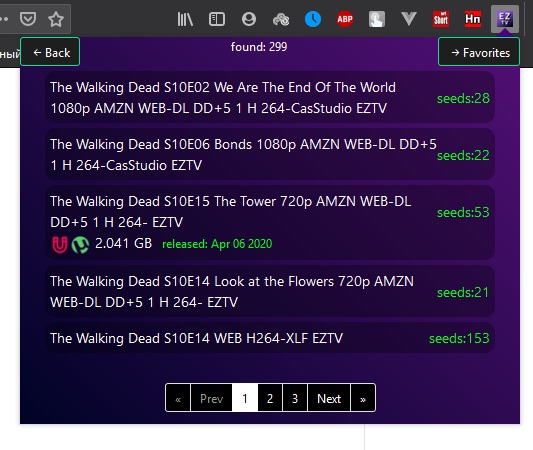 ABP
not Short
Hn
EZ TV
ный
← Back
found: 299
→ Favorites
The Walking Dead S10E02 We Are The End Of The World
1080p AMZN WEB-DL DD+5 1 H 264-CasStudio EZTV
seeds:28
The Walking Dead S10E06 Bonds 1080p AMZN WEB-DL DD+5
1 H 264-CasStudio EZTV
seeds:22
The Walking Dead S10E15 The Tower 720p AMZN WEB-DL
DD+5 1 H 264- EZTV
seeds:53
2.041 GB released: Apr 06 2020
The Walking Dead S10E14 Look at the Flowers 720p AMZN
WEB-DL DD+5 1 H 264- EZTV
seeds:21
The Walking Dead S10E14 WEB H264-XLF EZTV
seeds:153
« Prev 1 2 3 Next »